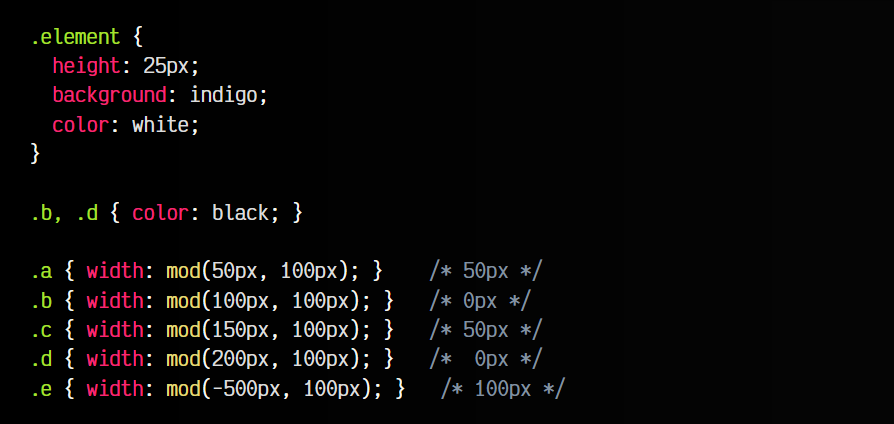 .element {
  height: 25px;
  background: indigo;
  color: white;
}

.b, .d { color: black; }

.a { width: mod(50px, 100px); }    /* 50px */
.b { width: mod(100px, 100px); }   /* 0px */
.c { width: mod(150px, 100px); }   /* 50px */
.d { width: mod(200px, 100px); }   /*  0px */
.e { width: mod(-500px, 100px); }   /* 100px */